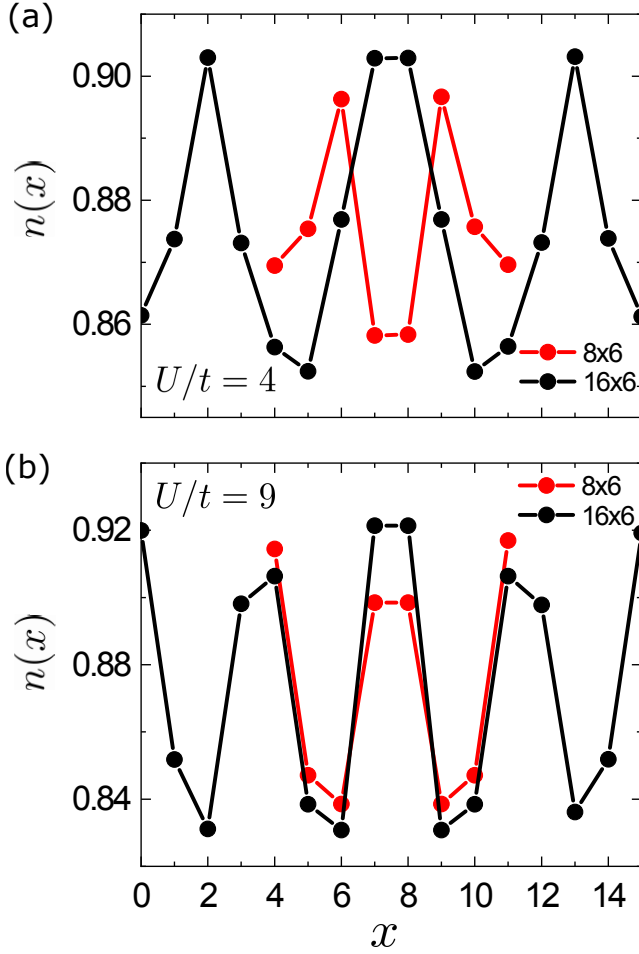 (a)
0.90
0.88
0.86
n(x)
U/t = 4
8x6
16x6
(b)
U/t = 9
8x6
16x6
0.92
0.88
0.84
n(x)
0 2 4 6 8 10 12 14
x